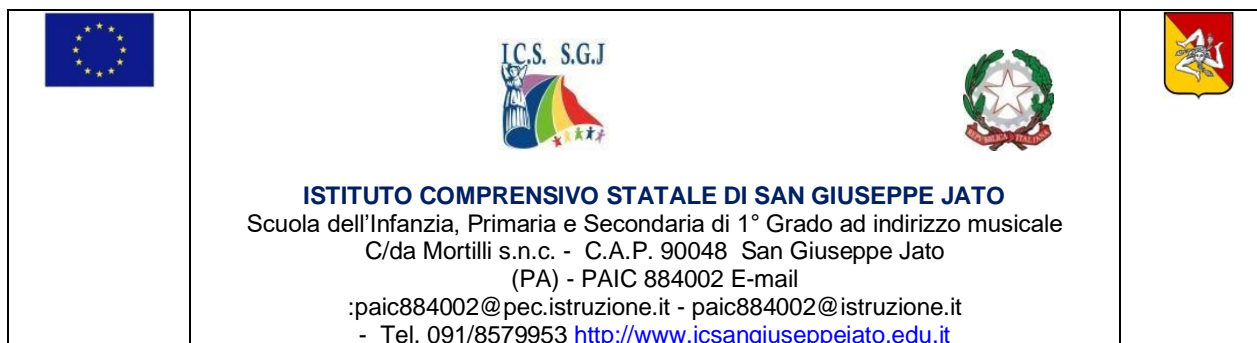 I.C.S. S.G.J
REPVBBLICA ITALIANA
ISTITUTO COMPRENSIVO STATALE DI SAN GIUSEPPE JATO
Scuola dell’Infanzia, Primaria e Secondaria di 1° Grado ad indirizzo musicale
C/da Mortilli s.n.c. - C.A.P. 90048 San Giuseppe Jato
(PA) - PAIC 884002 E-mail
:paic884002@pec.istruzione.it - paic884002@istruzione.it
- Tel. 091/8579953 http://www.icsangiuseppejato.edu.it